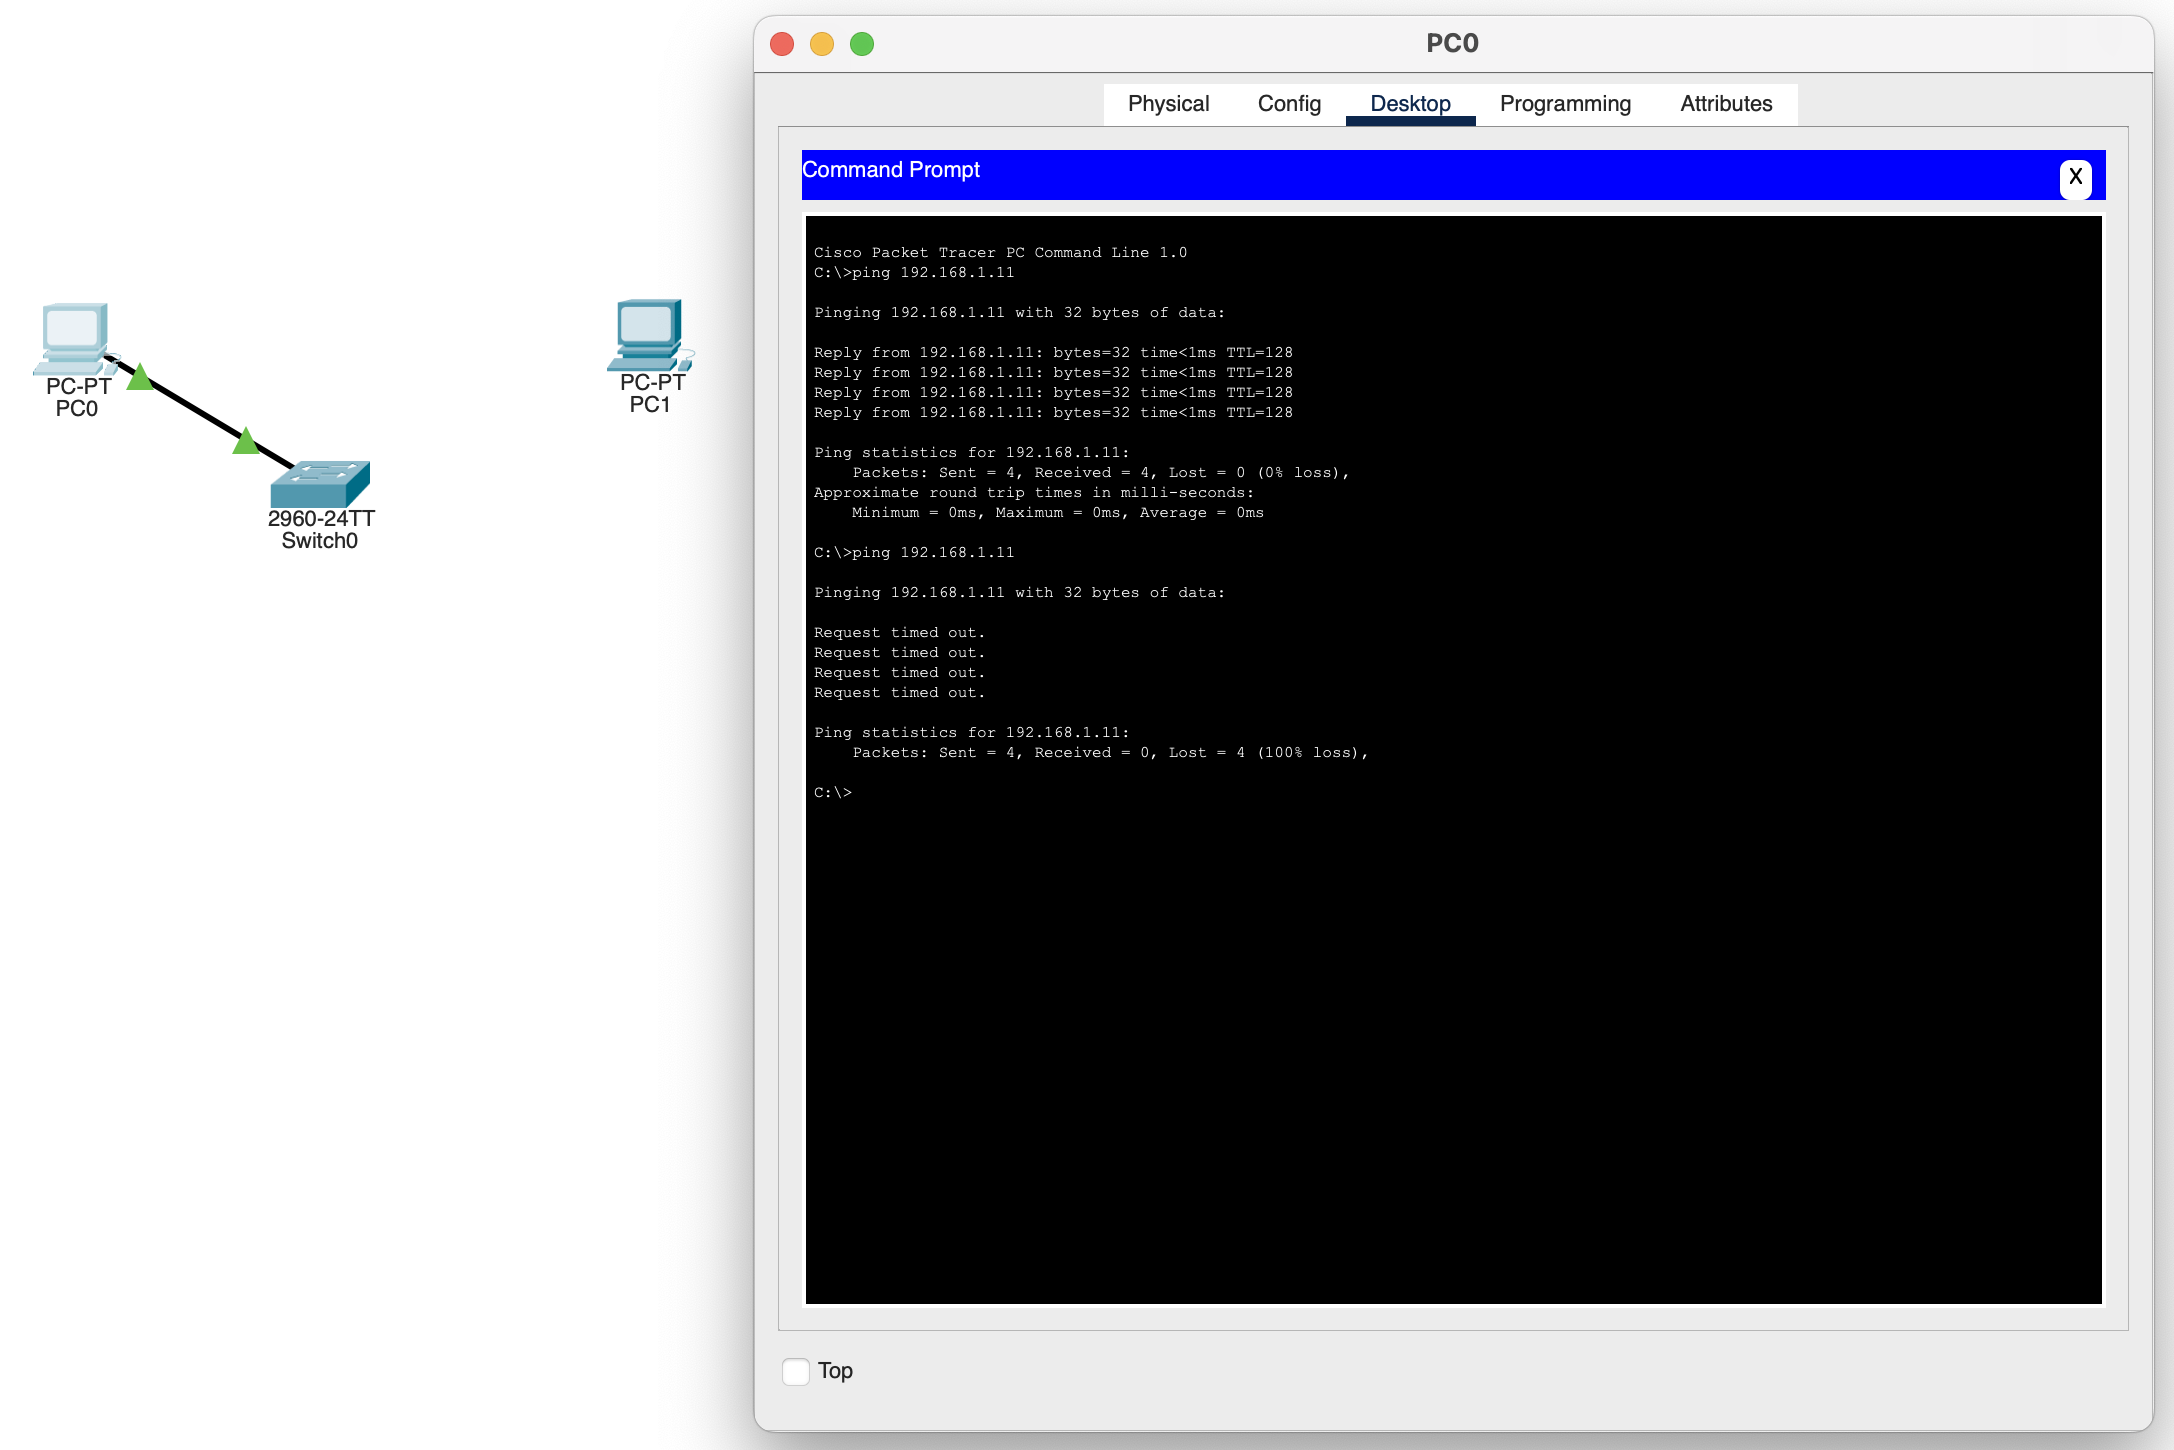 PC0
Physical
Config
Desktop
Programming
Attributes
Command Prompt
X
Cisco Packet Tracer PC Command Line 1.0
C:\>ping 192.168.1.11
Pinging 192.168.1.11 with 32 bytes of data:
Reply from 192.168.1.11: bytes=32 time<1ms TTL=128
Reply from 192.168.1.11: bytes=32 time<1ms TTL=128
Reply from 192.168.1.11: bytes=32 time<1ms TTL=128
Reply from 192.168.1.11: bytes=32 time<1ms TTL=128
Ping statistics for 192.168.1.11:
    Packets: Sent = 4, Received = 4, Lost = 0 (0% loss),
Approximate round trip times in milli-seconds:
    Minimum = 0ms, Maximum = 0ms, Average = 0ms
C:\>ping 192.168.1.11
Pinging 192.168.1.11 with 32 bytes of data:
Request timed out.
Request timed out.
Request timed out.
Request timed out.
Ping statistics for 192.168.1.11:
    Packets: Sent = 4, Received = 0, Lost = 4 (100% loss),
C:\>
Top
PC-PT
PC0
PC-PT
PC1
2960-24TT
Switch0